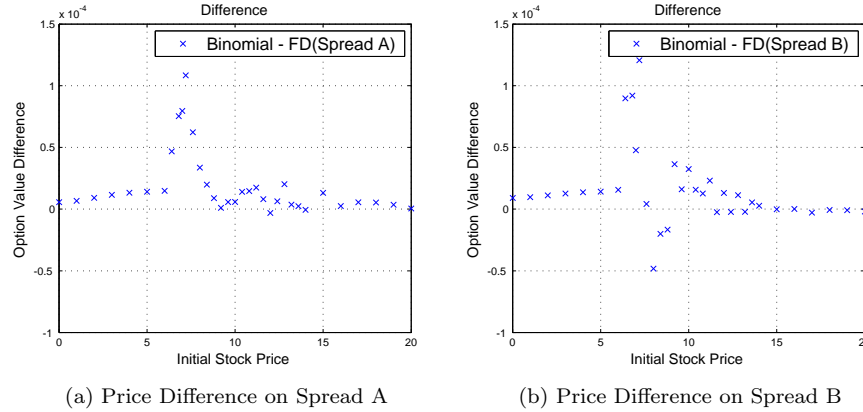 Difference
x 10⁻⁴
1.5
1
0.5
0
-0.5
-1
0 5 10 15 20
Option Value Difference
Initial Stock Price
Binomial - FD(Spread A)
(a) Price Difference on Spread A
Difference
x 10⁻⁴
1.5
1
0.5
0
-0.5
-1
0 5 10 15 20
Option Value Difference
Initial Stock Price
Binomial - FD(Spread B)
(b) Price Difference on Spread B